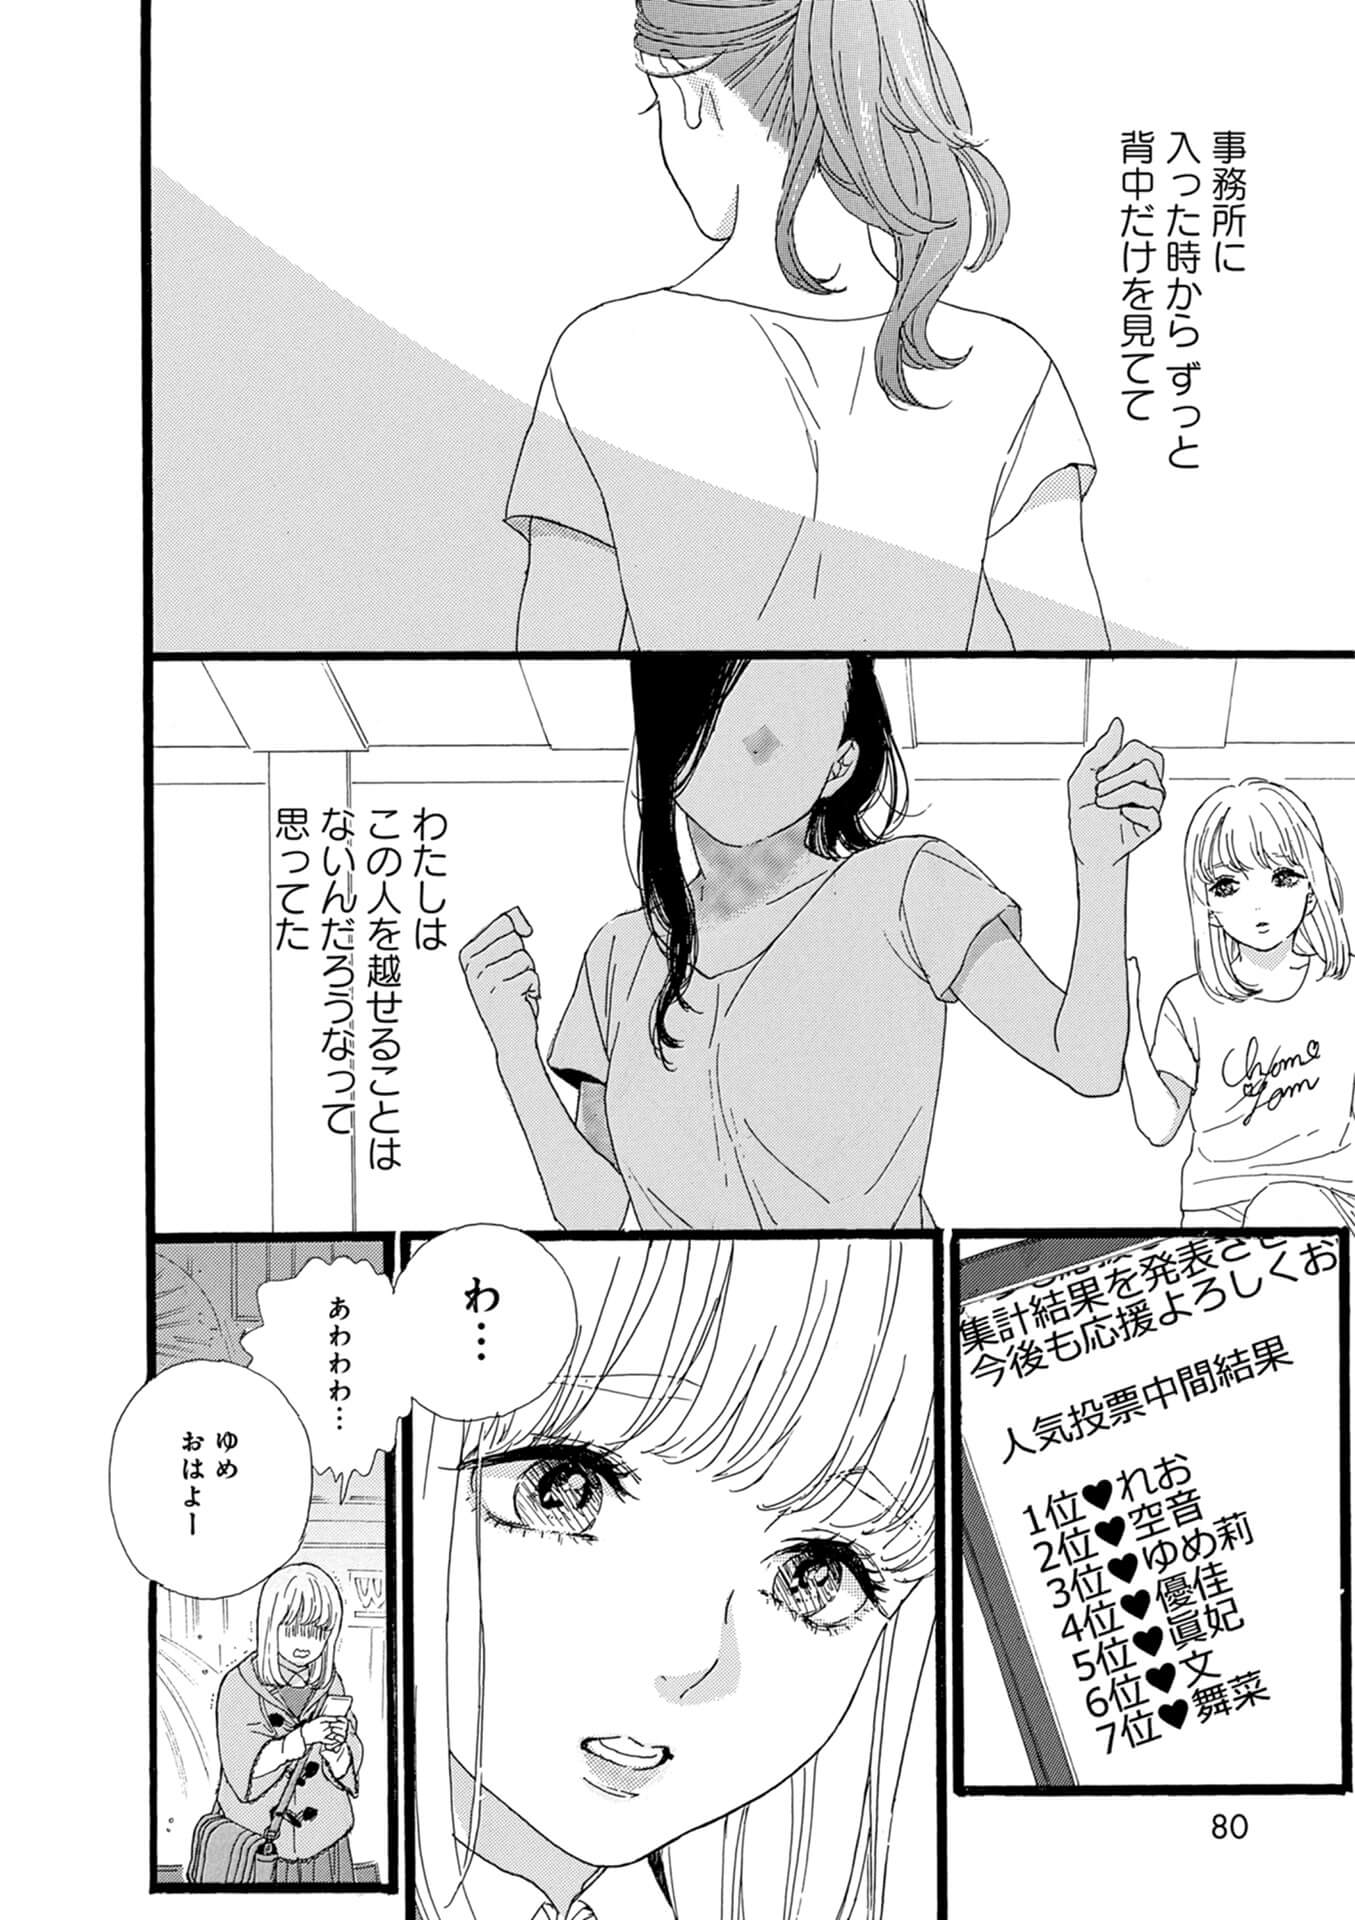 事務所に
入った時から ずっと
背中だけを見てて
わたしは
この人を越せることは
ないんだろうなって
思ってた
Chami
Jam
集計結果を発表させ
今後も応援よろしくお
人気投票中間結果
1位♥れお
2位♥空音
3位♥ゆめ莉
4位♥優佳
5位♥眞妃
6位♥文
7位♥舞菜
わ…
あわわわ…
ゆめ
おはよー
W
80